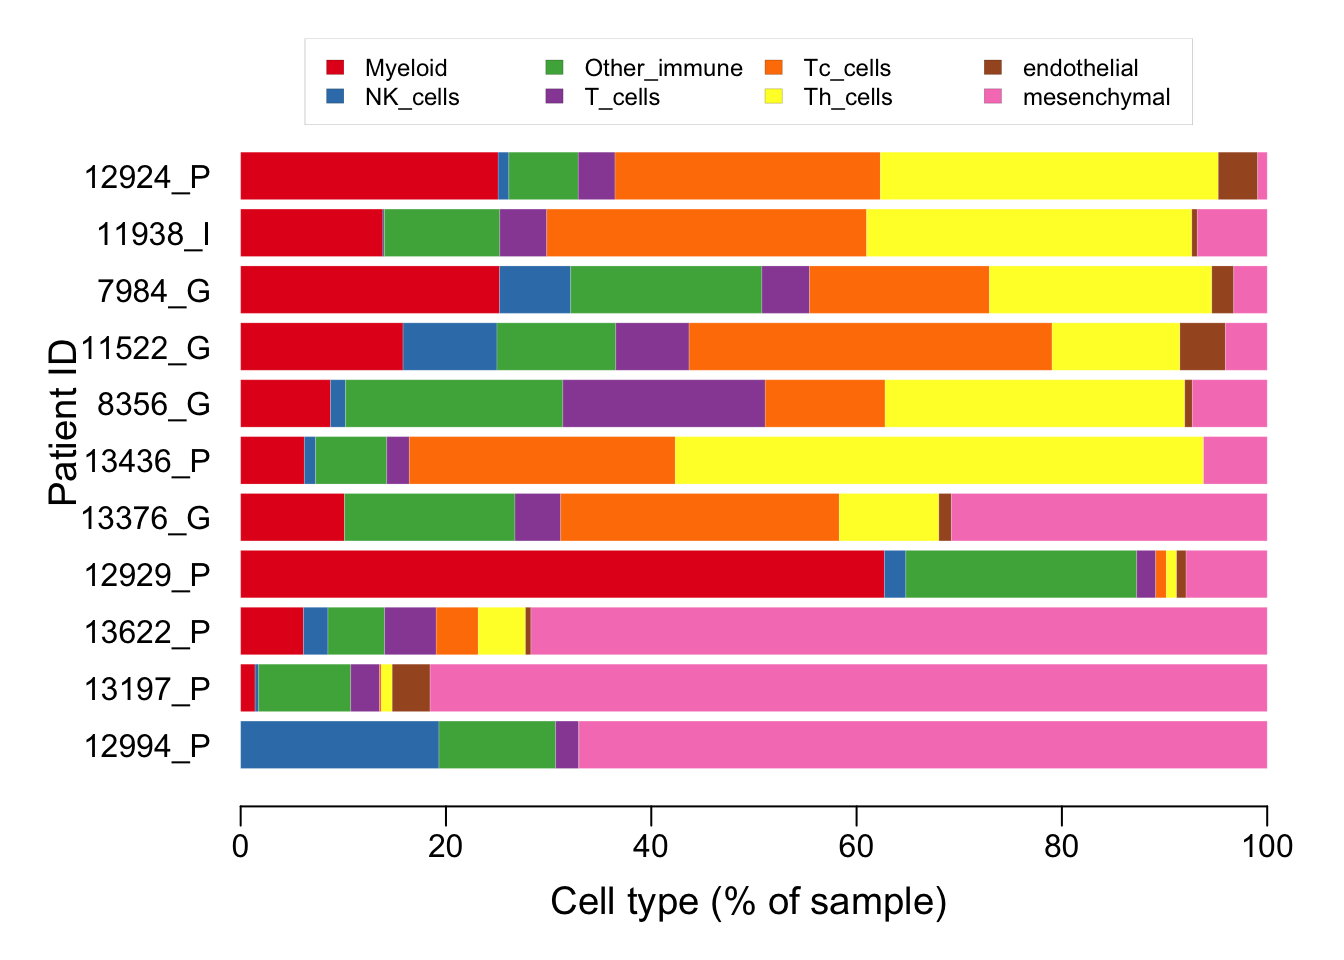 Myeloid Other_immune Tc_cells endothelial
NK_cells T_cells Th_cells mesenchymal
12924_P
11938_I
7984_G
11522_G
8356_G
13436_P
13376_G
12929_P
13622_P
13197_P
12994_P
Patient ID
0 20 40 60 80 100
Cell type (% of sample)